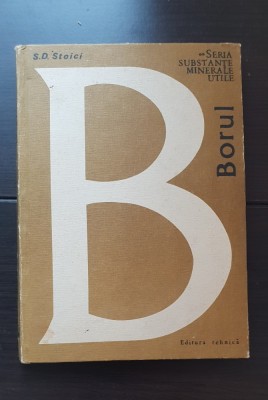 S.D. Stoici
SERIA
SUBSTANȚE
MINERALE
UTILE
B
Borul
Editura tehnică